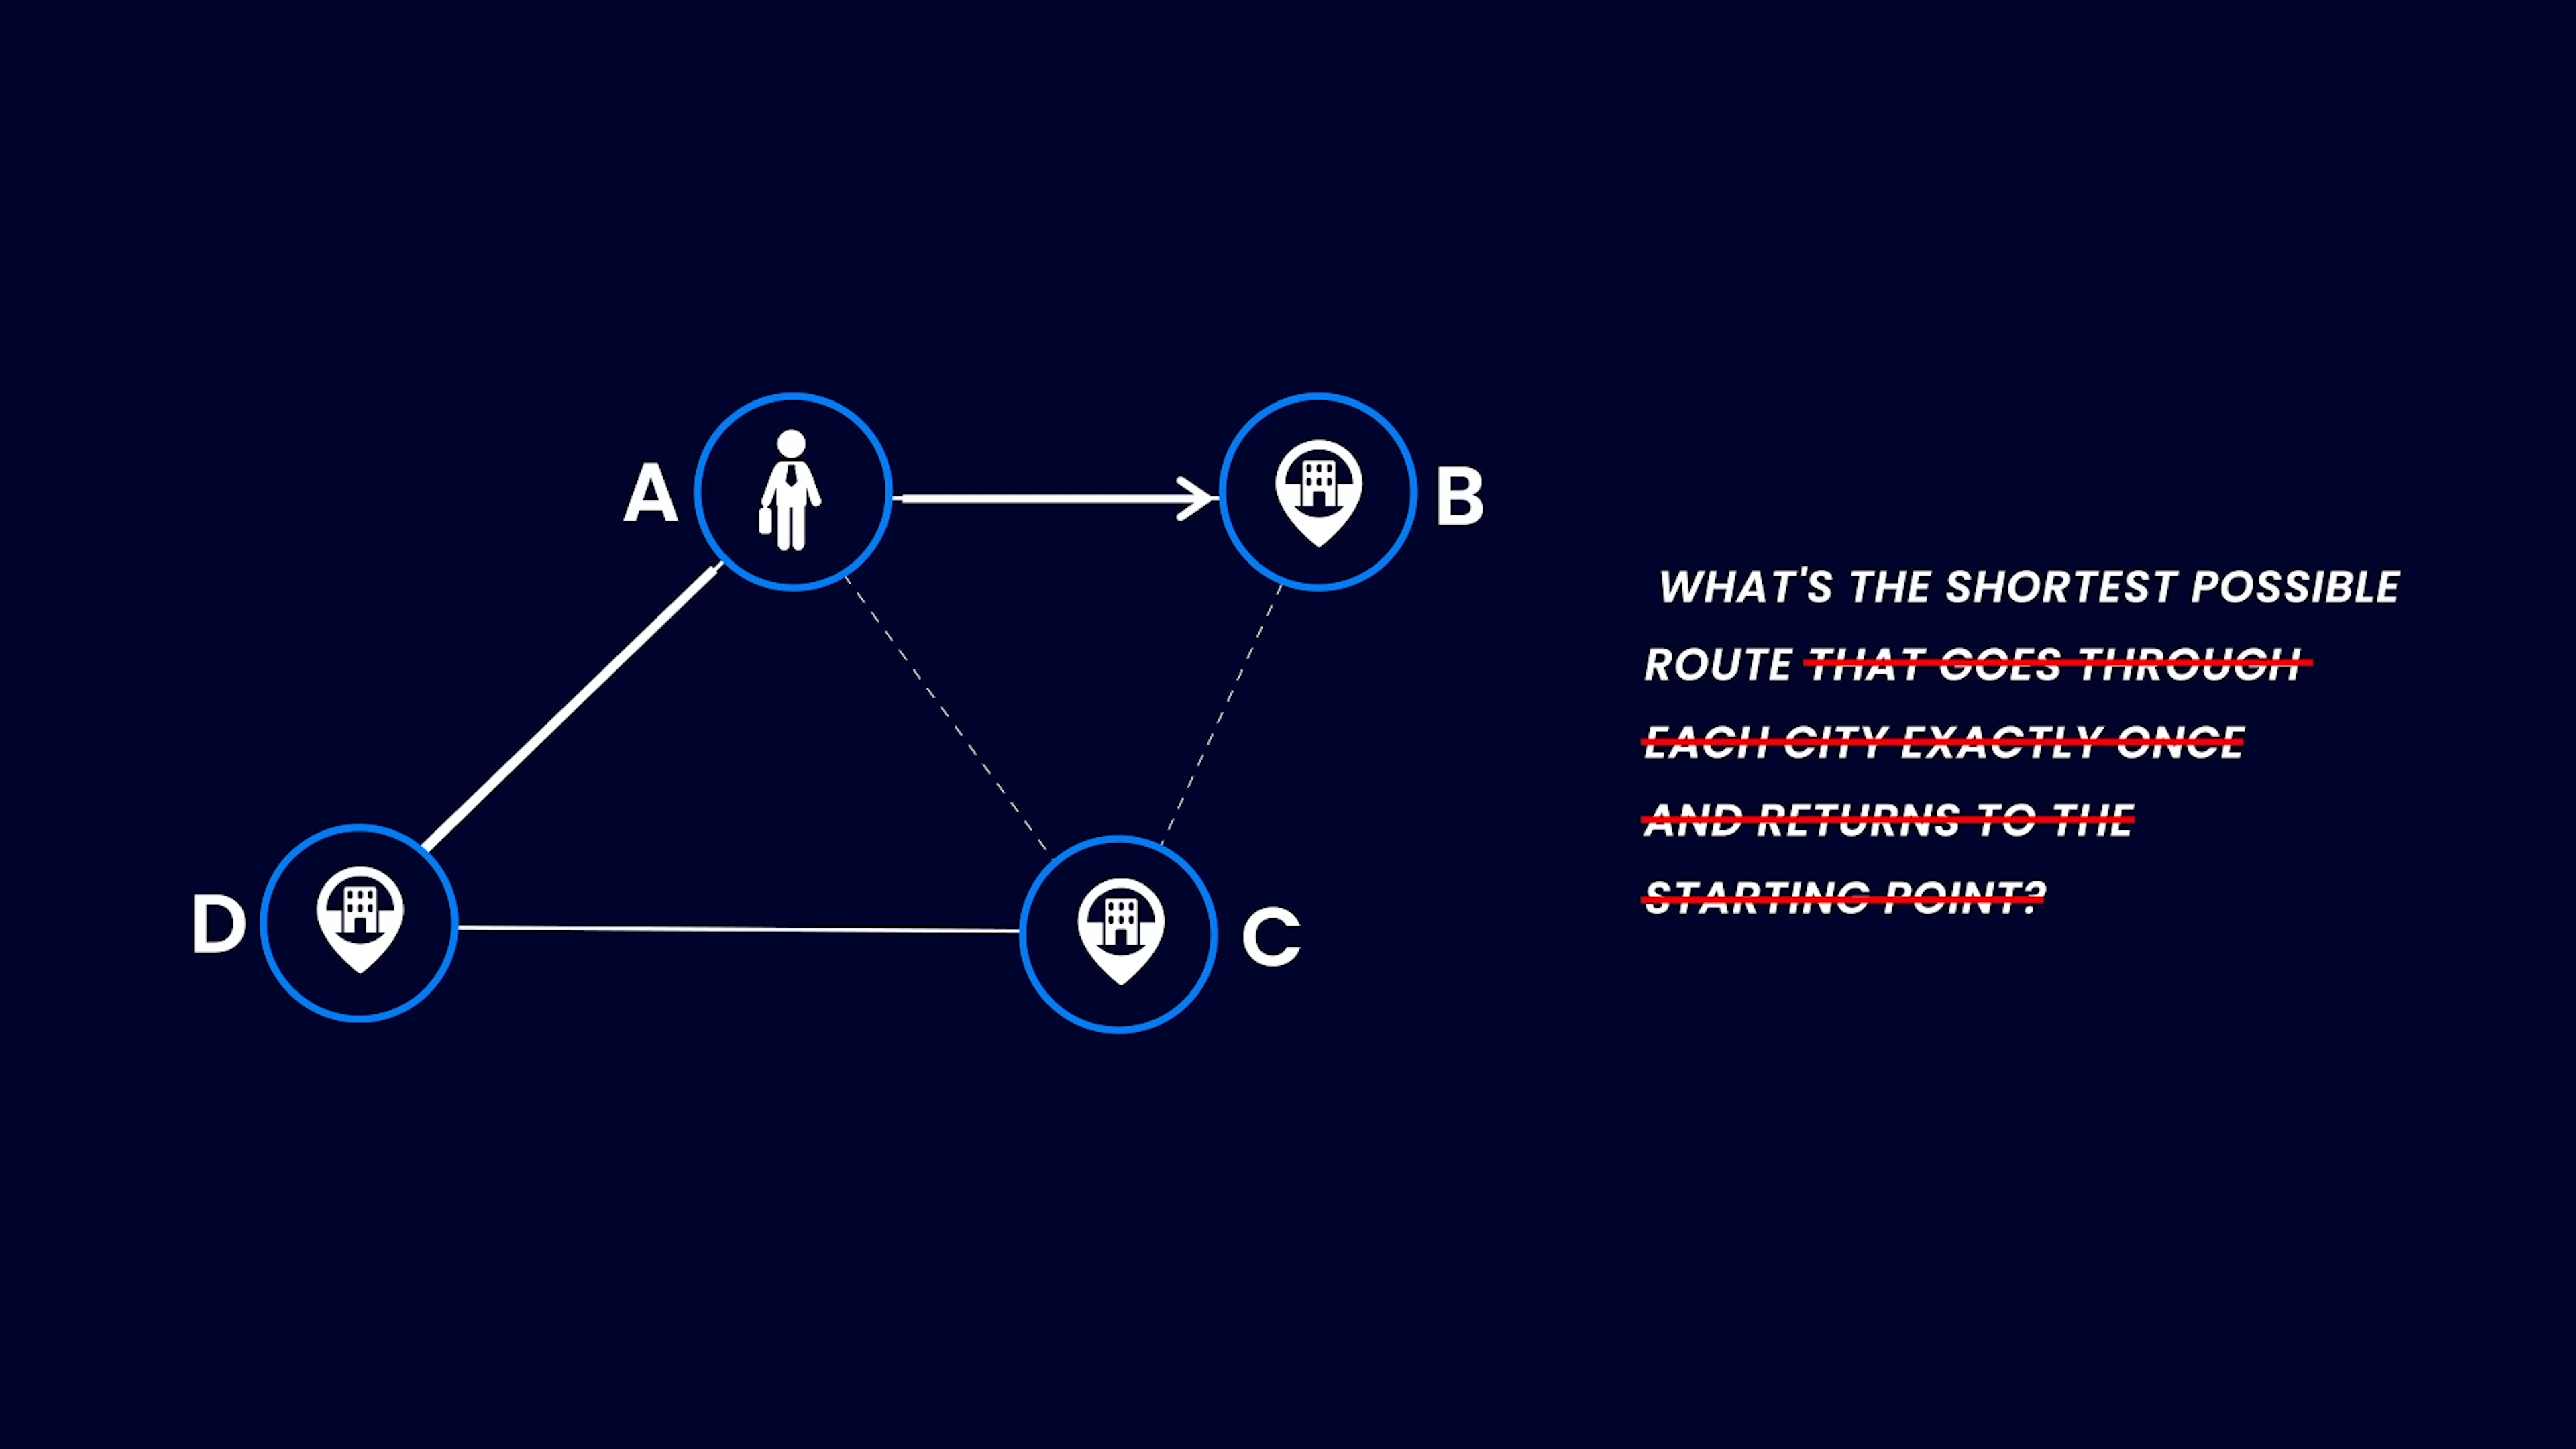 A
B
WHAT'S THE SHORTEST POSSIBLE
ROUTE THAT GOES THROUGH
EACH CITY EXACTLY ONCE
AND RETURNS TO THE
STARTING POINT?
D
C